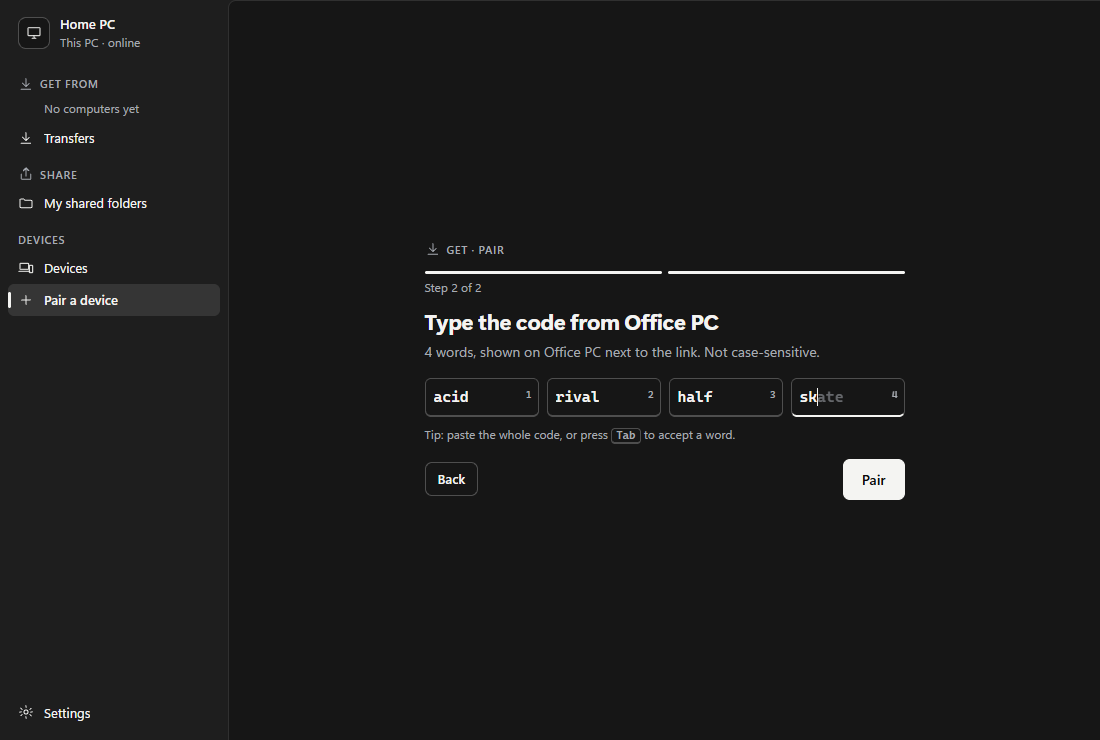 Home PC
This PC · online
GET FROM
No computers yet
Transfers
SHARE
My shared folders
DEVICES
Devices
Pair a device
Settings
GET · PAIR
Step 2 of 2
Type the code from Office PC
4 words, shown on Office PC next to the link. Not case-sensitive.
acid 1 rival 2 half 3 skate 4
Tip: paste the whole code, or press Tab to accept a word.
Back Pair